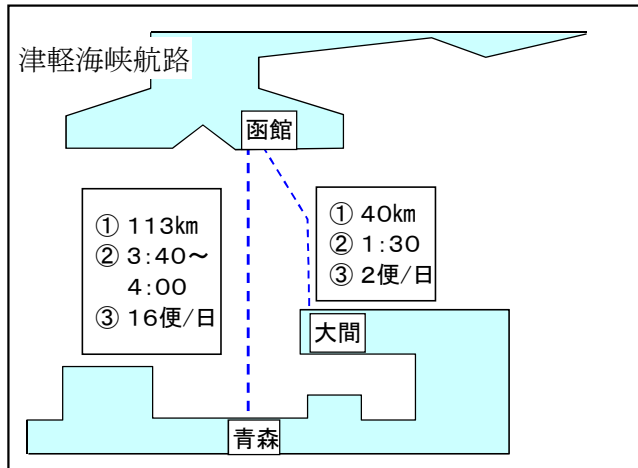 津軽海峡航路
函館
① 113㎞
② 3:40～
4:00
③ 16便/日
① 40㎞
② 1:30
③ 2便/日
大間
青森